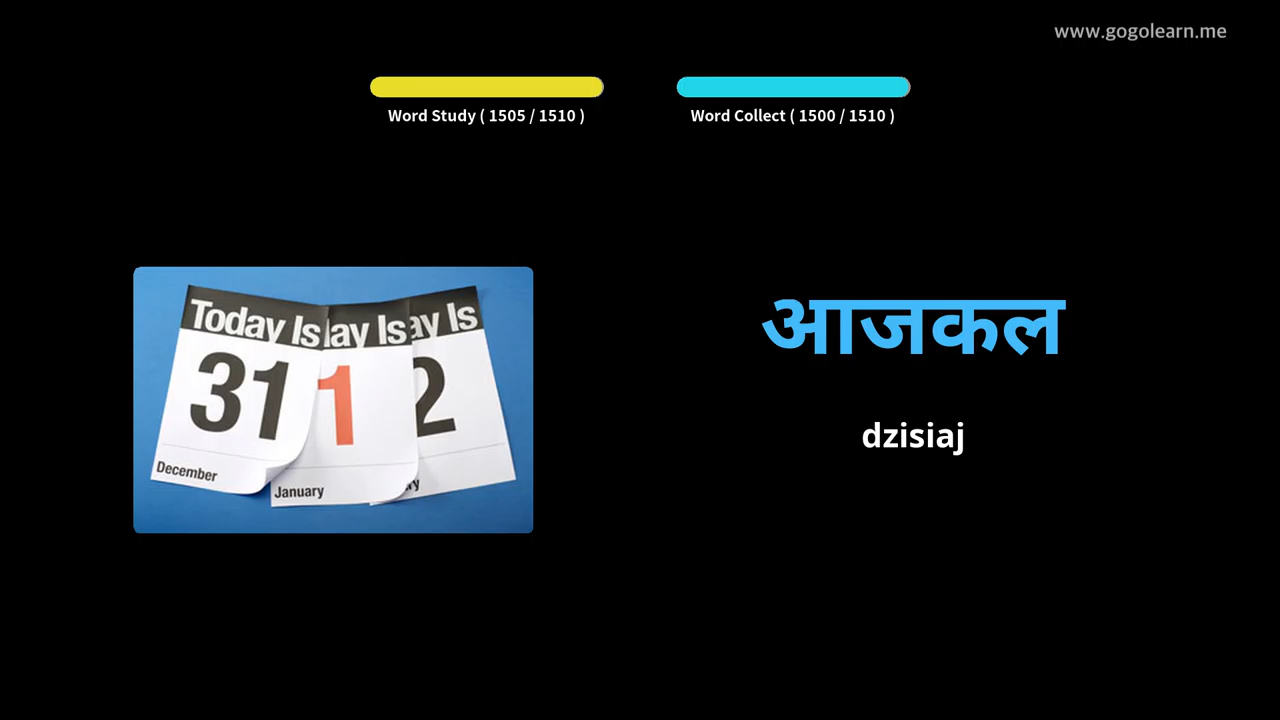 www.gogolearn.me
Word Study ( 1505 / 1510 )
Word Collect ( 1500 / 1510 )
Today Is
31
December
day Is
1
January
ay Is
2
ry
आजकल
dzisiaj